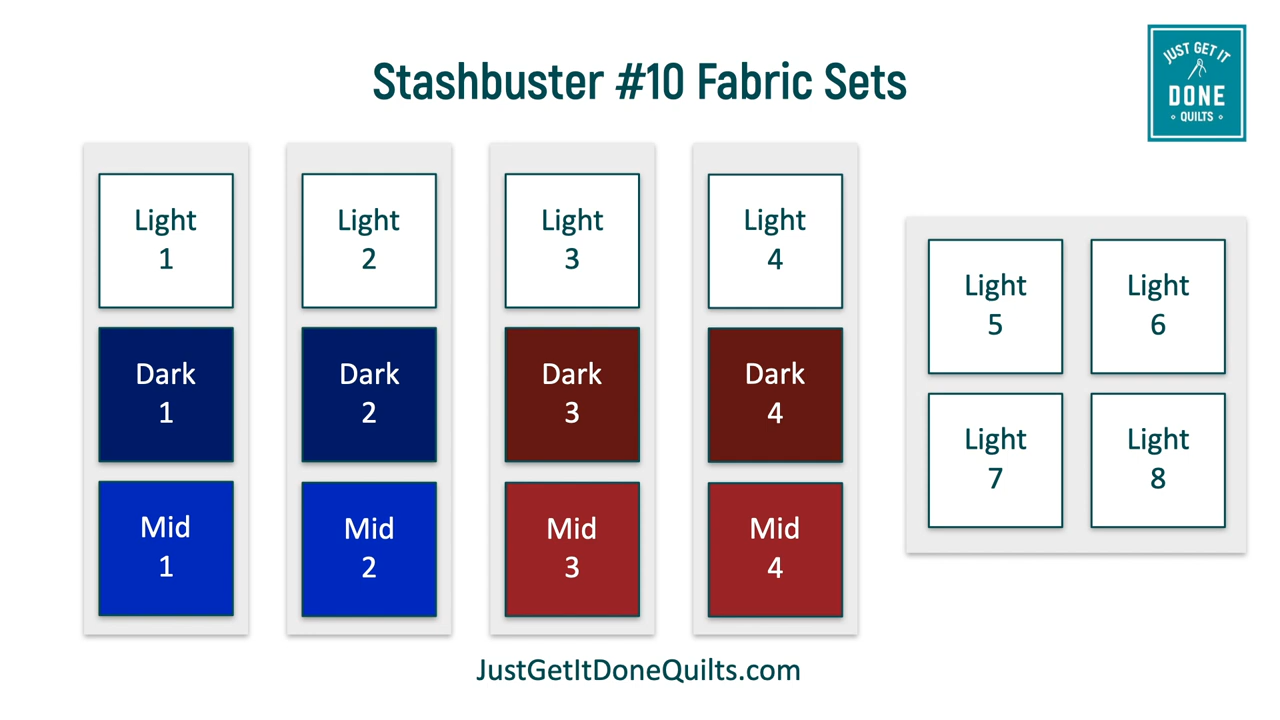 Stashbuster #10 Fabric Sets
JUST GET IT
DONE
QUILTS
Light
1
Light
2
Light
3
Light
4
Dark
1
Dark
2
Dark
3
Dark
4
Mid
1
Mid
2
Mid
3
Mid
4
Light
5
Light
6
Light
7
Light
8
JustGetItDoneQuilts.com